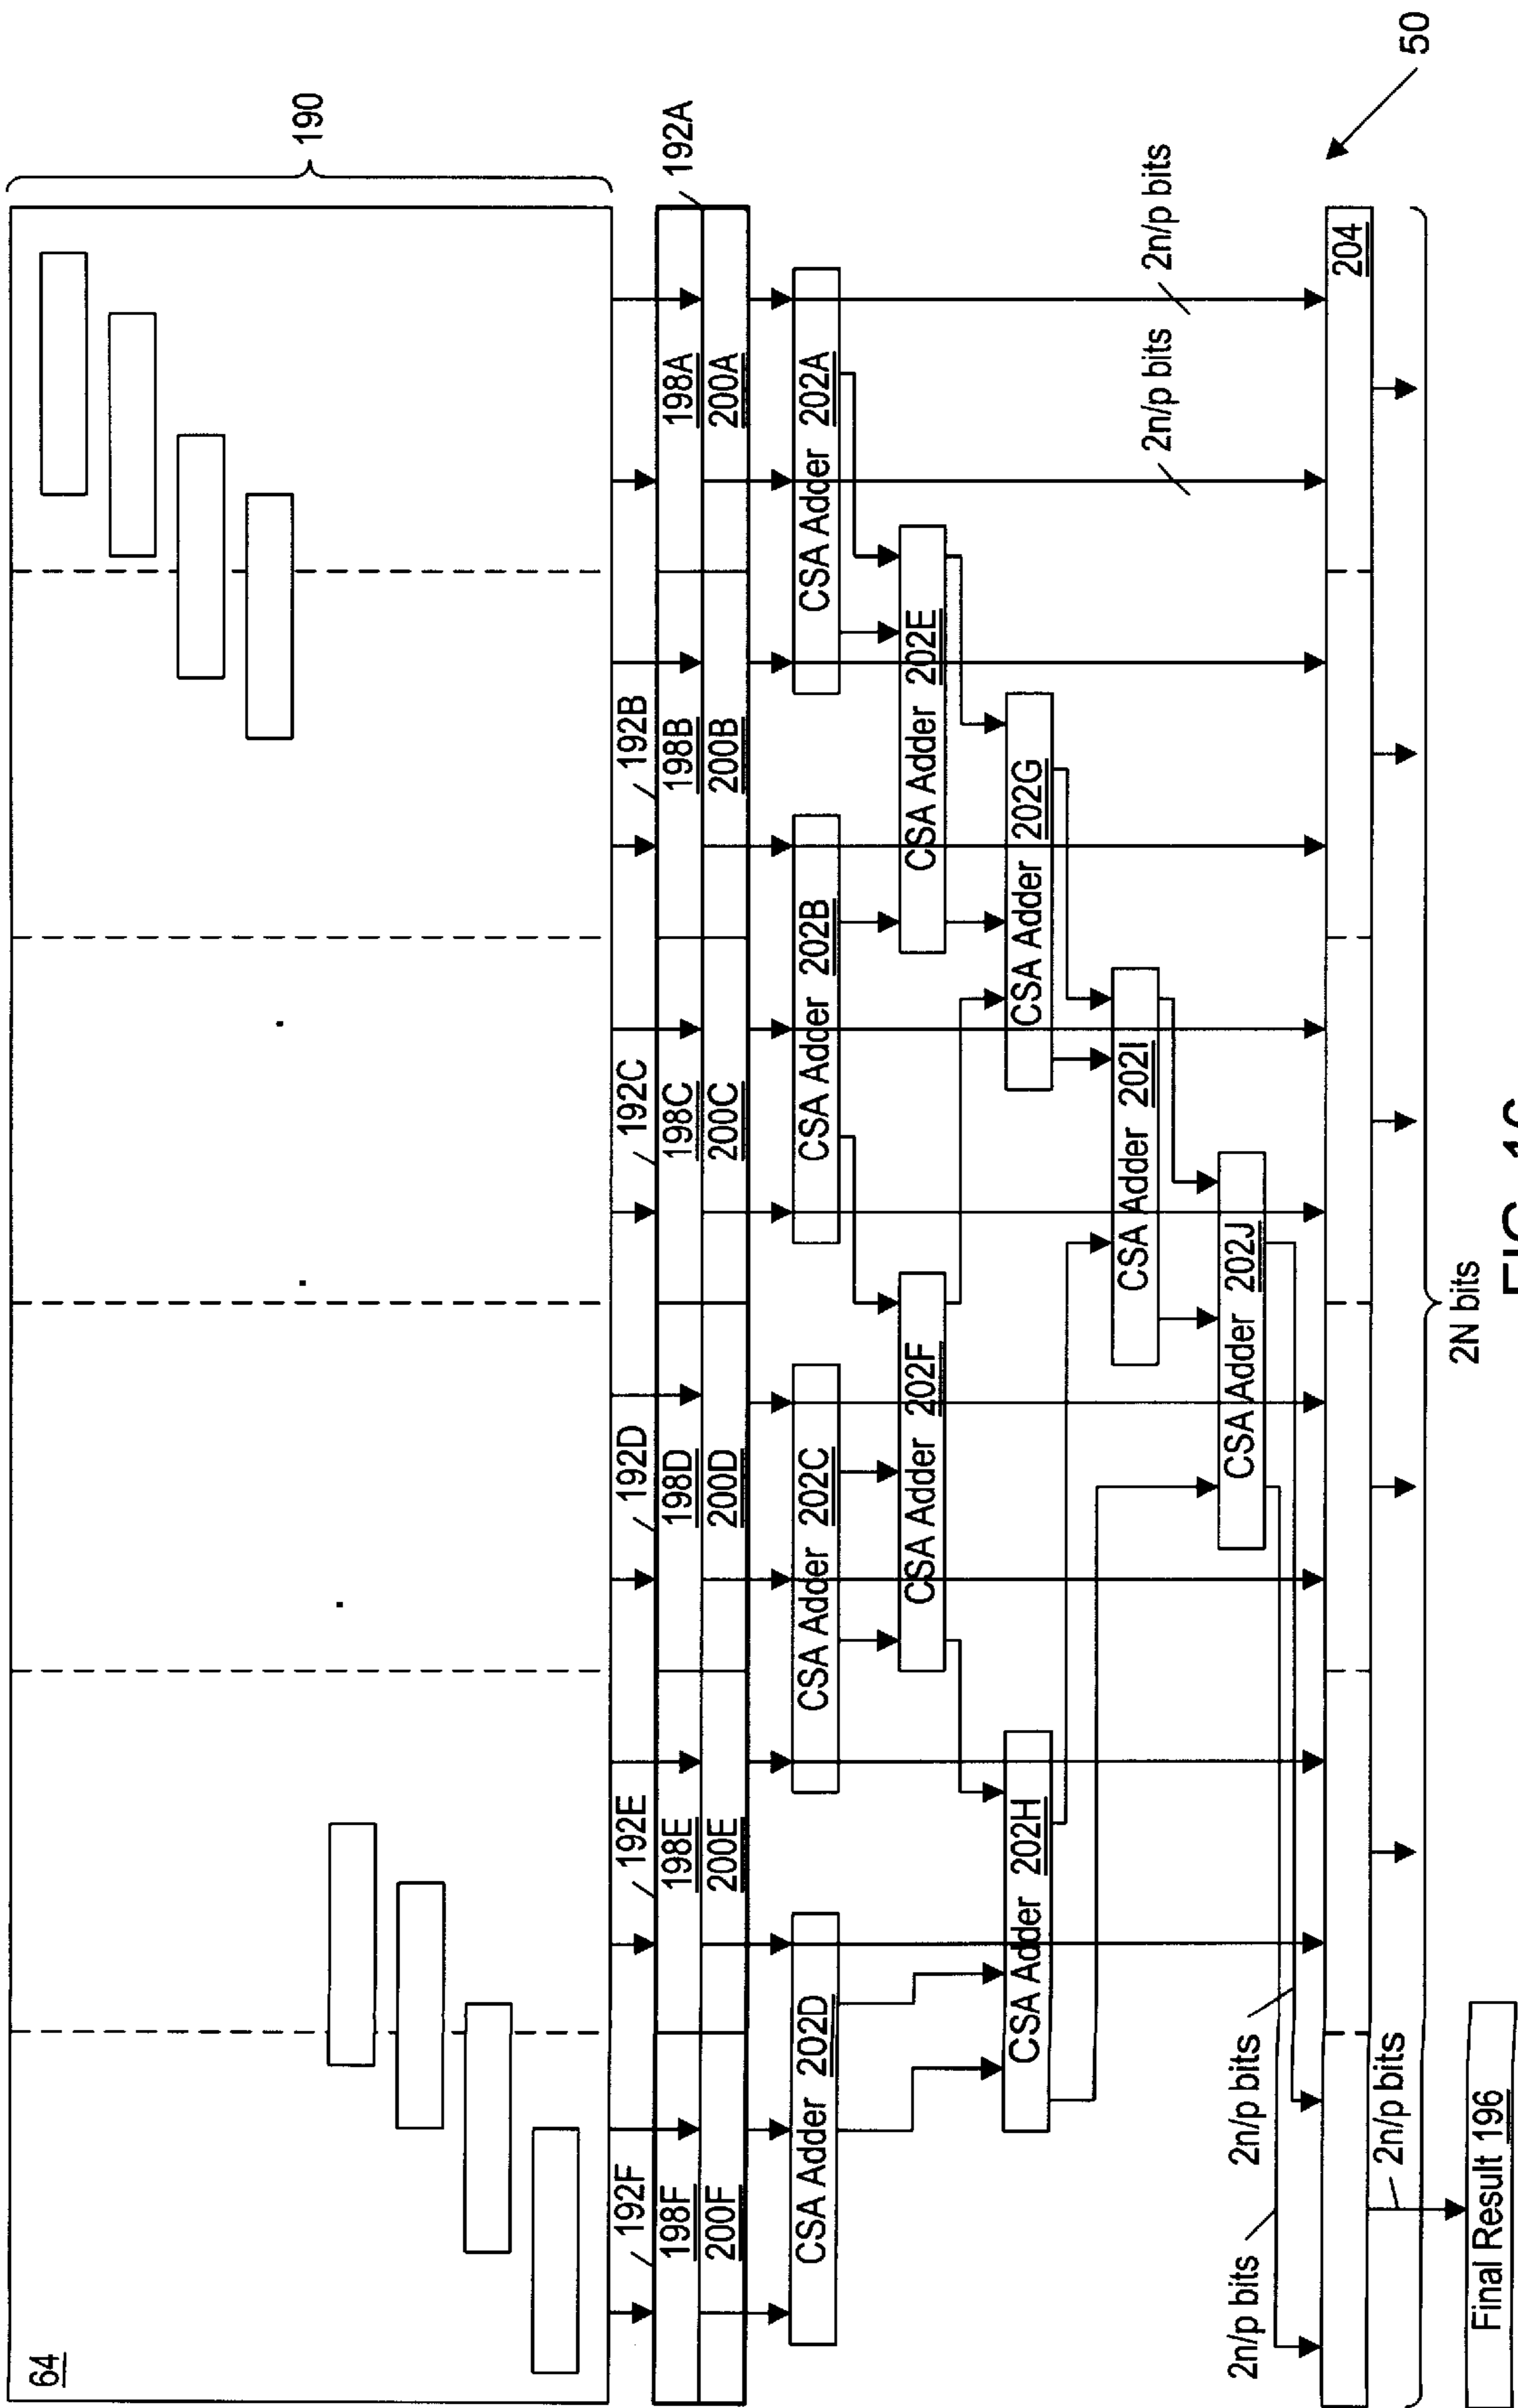 64
190
192F
192E
192D
192C
192B
192A
198F
198E
198D
198C
198B
198A
200F
200E
200D
200C
200B
200A
CSA Adder 202D
CSA Adder 202C
CSA Adder 202B
CSA Adder 202A
CSA Adder 202F
CSA Adder 202E
CSA Adder 202H
CSA Adder 202G
CSA Adder 202I
CSA Adder 202J
2n/p bits
2n/p bits
2n/p bits
2n/p bits
204
50
2n/p bits
2N bits
Final Result 196